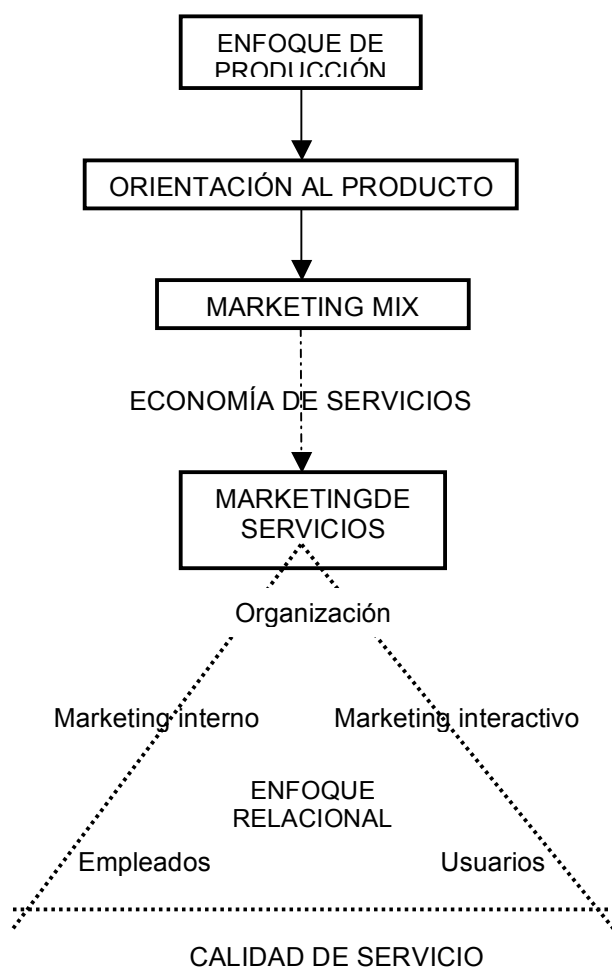 ENFOQUE DE
PRODUCCIÓN
ORIENTACIÓN AL PRODUCTO
MARKETING MIX
ECONOMÍA DE SERVICIOS
MARKETINGDE
SERVICIOS
Organización
Marketing interno
Marketing interactivo
ENFOQUE
RELACIONAL
Empleados
Usuarios
CALIDAD DE SERVICIO